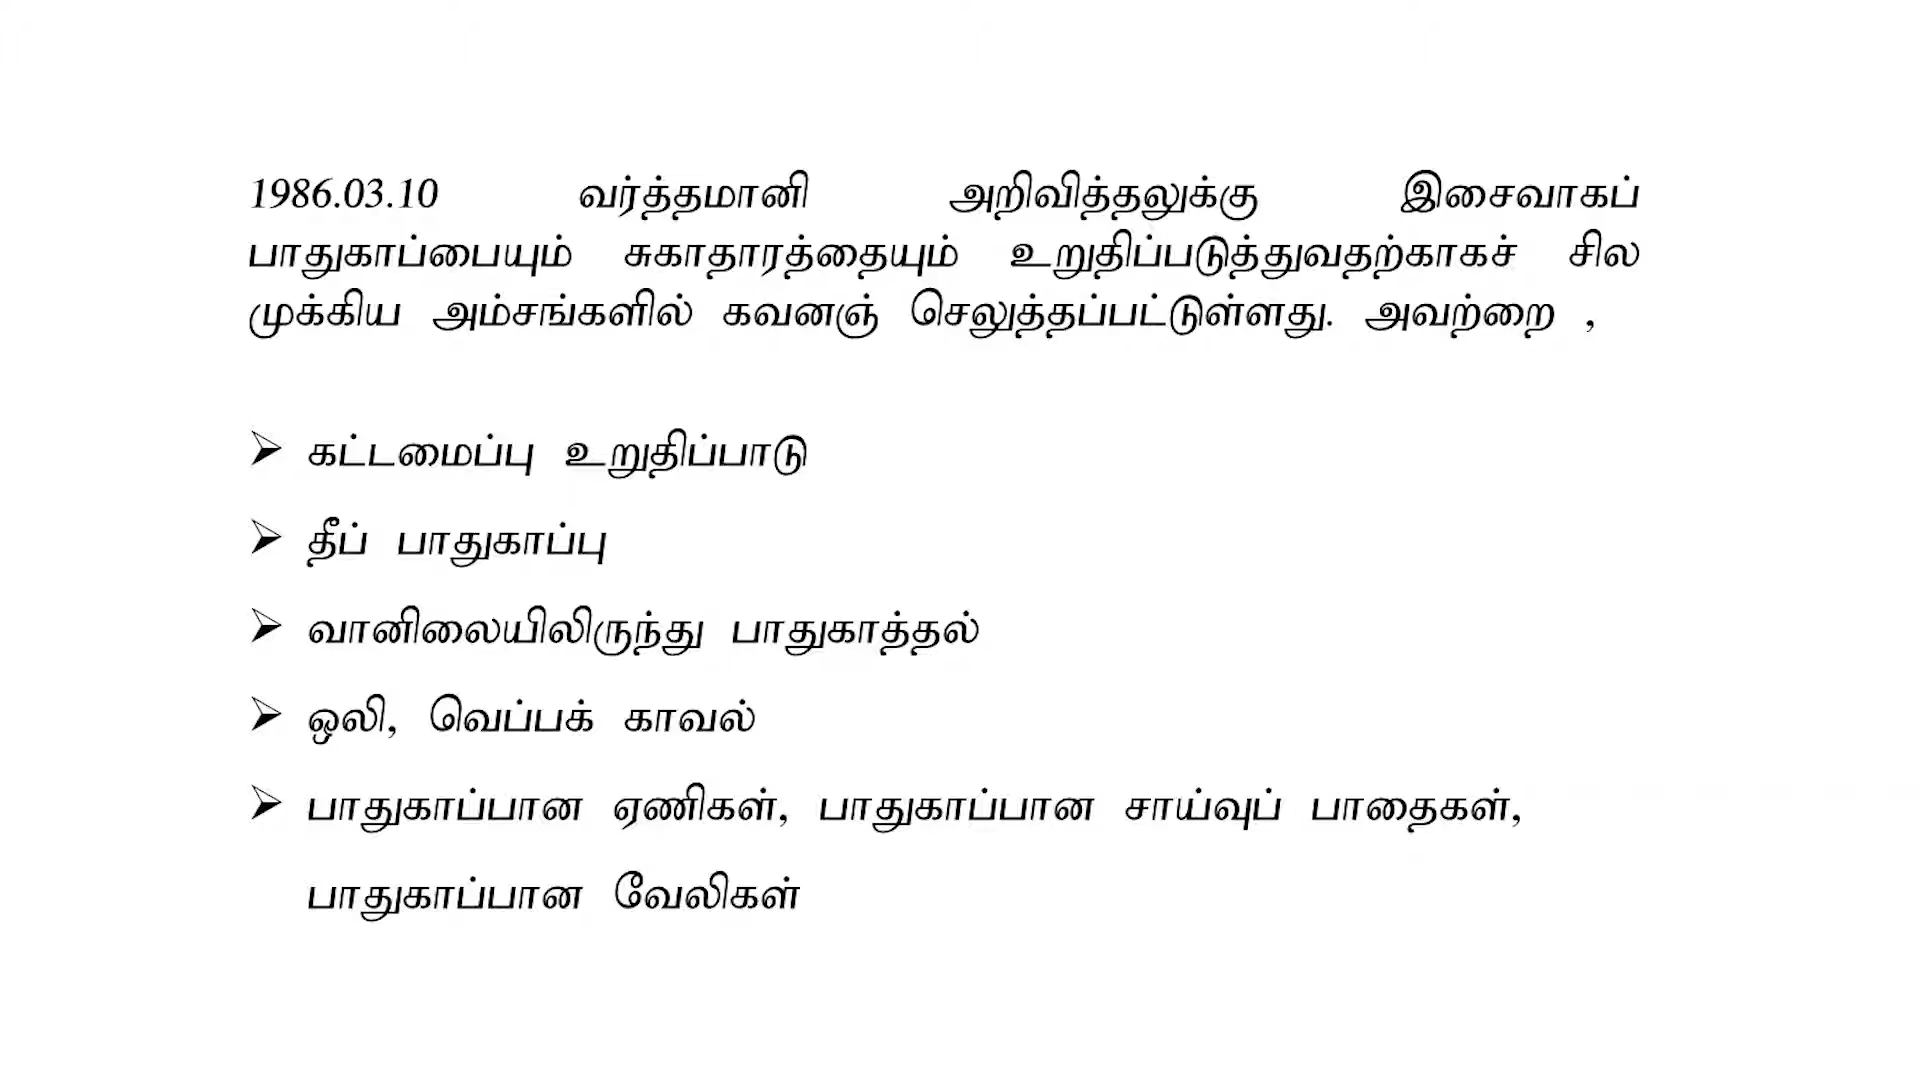 1986.03.10 வர்த்தமானி அறிவித்தலுக்கு இசைவாகப்
பாதுகாப்பையும் சுகாதாரத்தையும் உறுதிப்படுத்துவதற்காகச் சில
முக்கிய அம்சங்களில் கவனஞ் செலுத்தப்பட்டுள்ளது. அவற்றை ,
➢ கட்டமைப்பு உறுதிப்பாடு
➢ தீப் பாதுகாப்பு
➢ வானிலையிலிருந்து பாதுகாத்தல்
➢ ஒலி, வெப்பக் காவல்
➢ பாதுகாப்பான ஏணிகள், பாதுகாப்பான சாய்வுப் பாதைகள்,
பாதுகாப்பான வேலிகள்